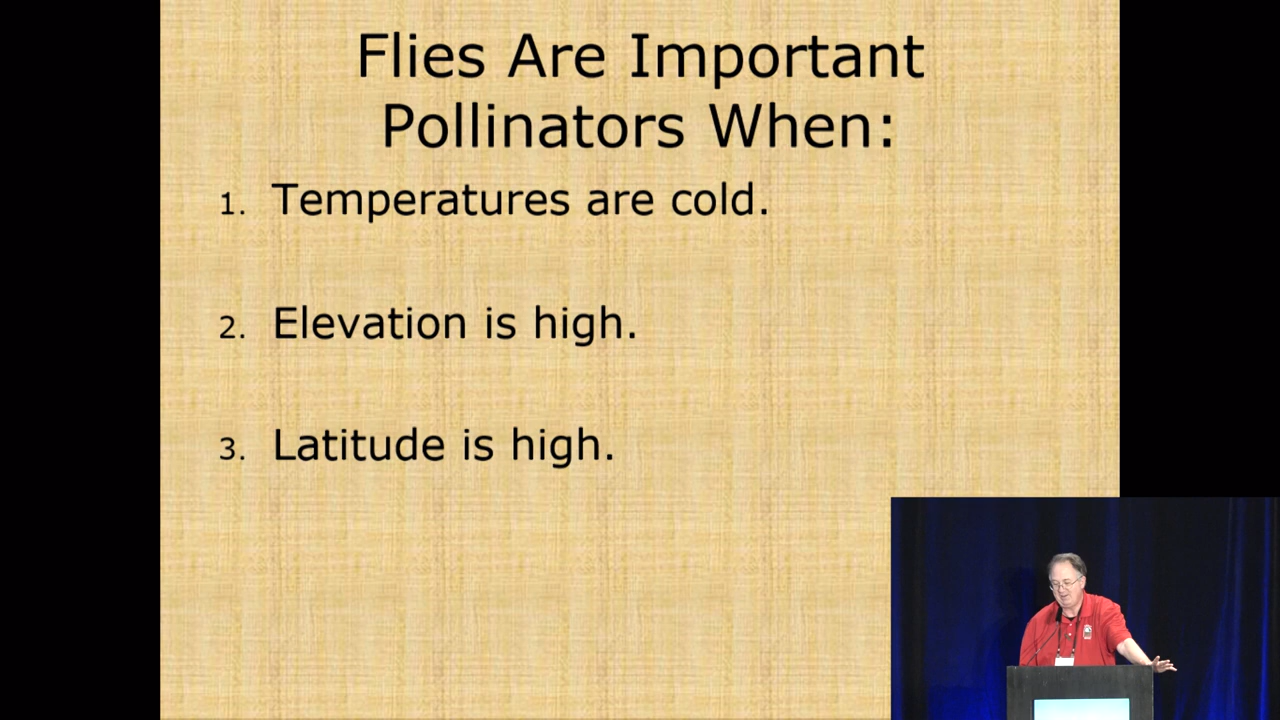 Flies Are Important
Pollinators When:
1. Temperatures are cold.
2. Elevation is high.
3. Latitude is high.